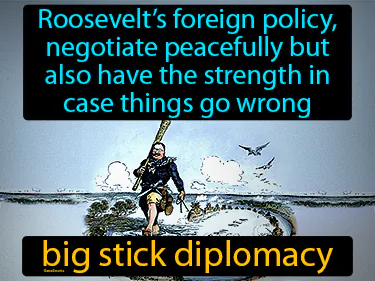 Roosevelt's foreign policy,
negotiate peacefully but
also have the strength in
case things go wrong
big stick diplomacy